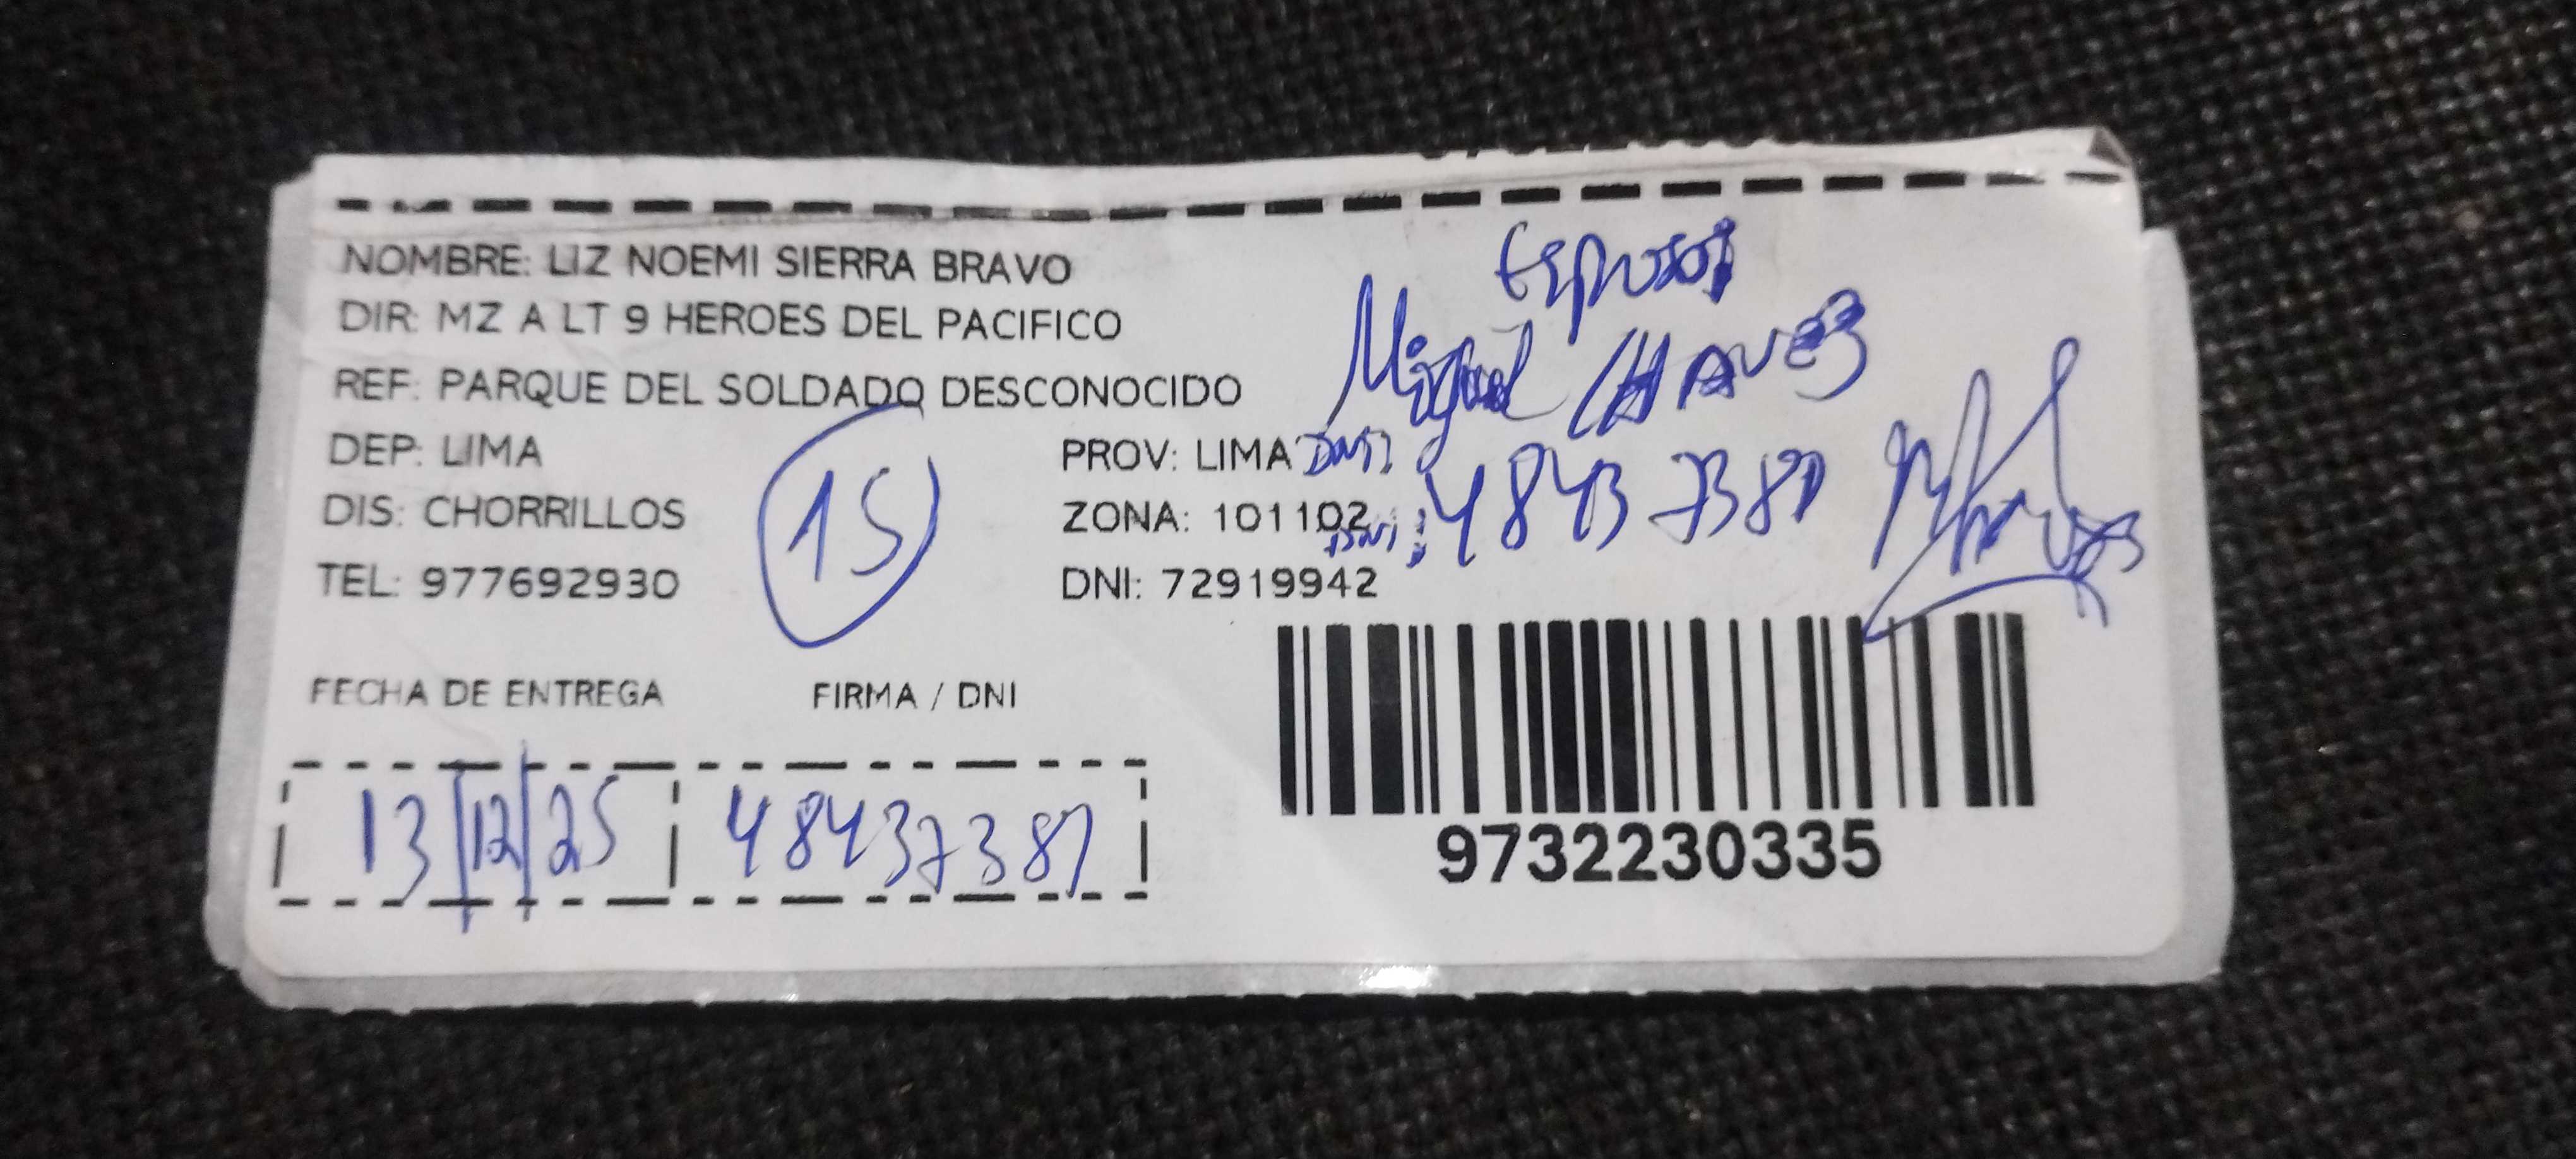 NOMBRE: LIZ NOEMI SIERRA BRAVO
Esposo
DIR: MZ A LT 9 HEROES DEL PACIFICO
Miguel CHAVEZ
REF: PARQUE DEL SOLDADO DESCONOCIDO
DEP: LIMA
PROV: LIMA
DIS: CHORRILLOS
15
ZONA: 101102
DNI: 48437387
TEL: 977692930
DNI: 72919942
FECHA DE ENTREGA
FIRMA / DNI
13/12/25
48437387
9732230335